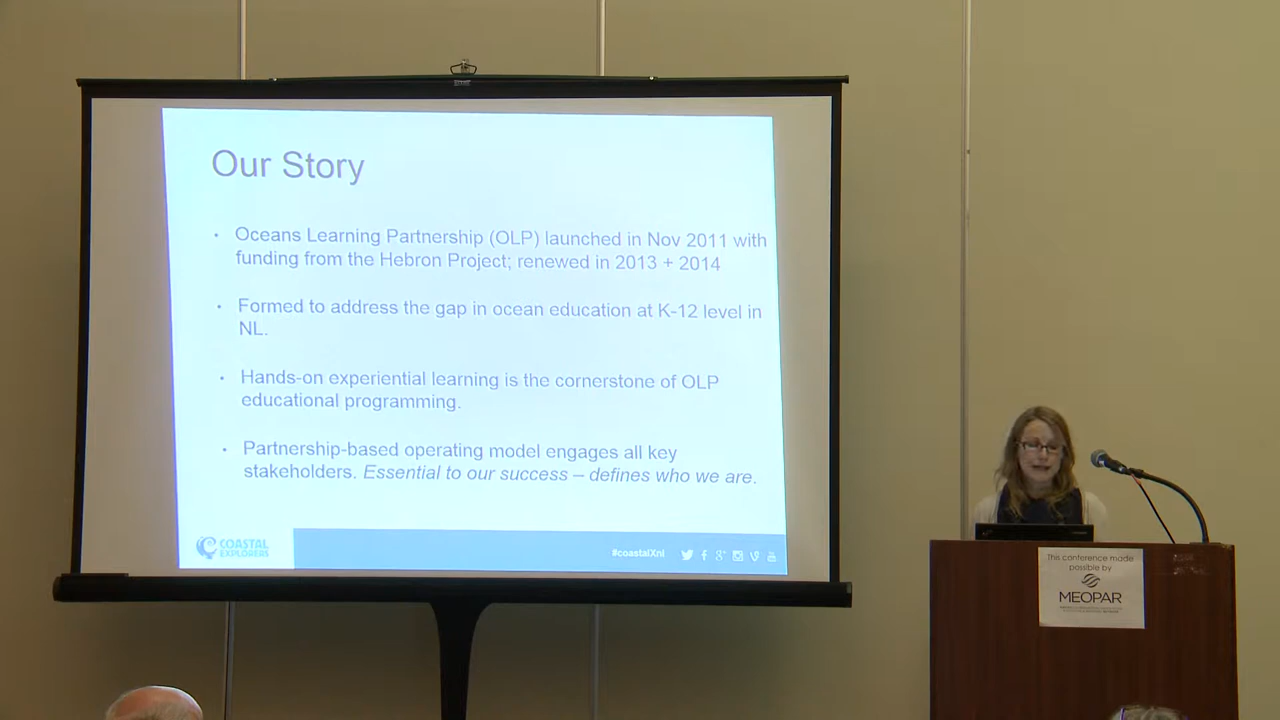 Our Story
• Oceans Learning Partnership (OLP) launched in Nov 2011 with
funding from the Hebron Project; renewed in 2013 + 2014
• Formed to address the gap in ocean education at K-12 level in
NL.
• Hands-on experiential learning is the cornerstone of OLP
educational programming.
• Partnership-based operating model engages all key
stakeholders. Essential to our success – defines who we are.
COASTAL
EXPLORERS
#coastalXnl
This conference made
possible by
MEOPAR